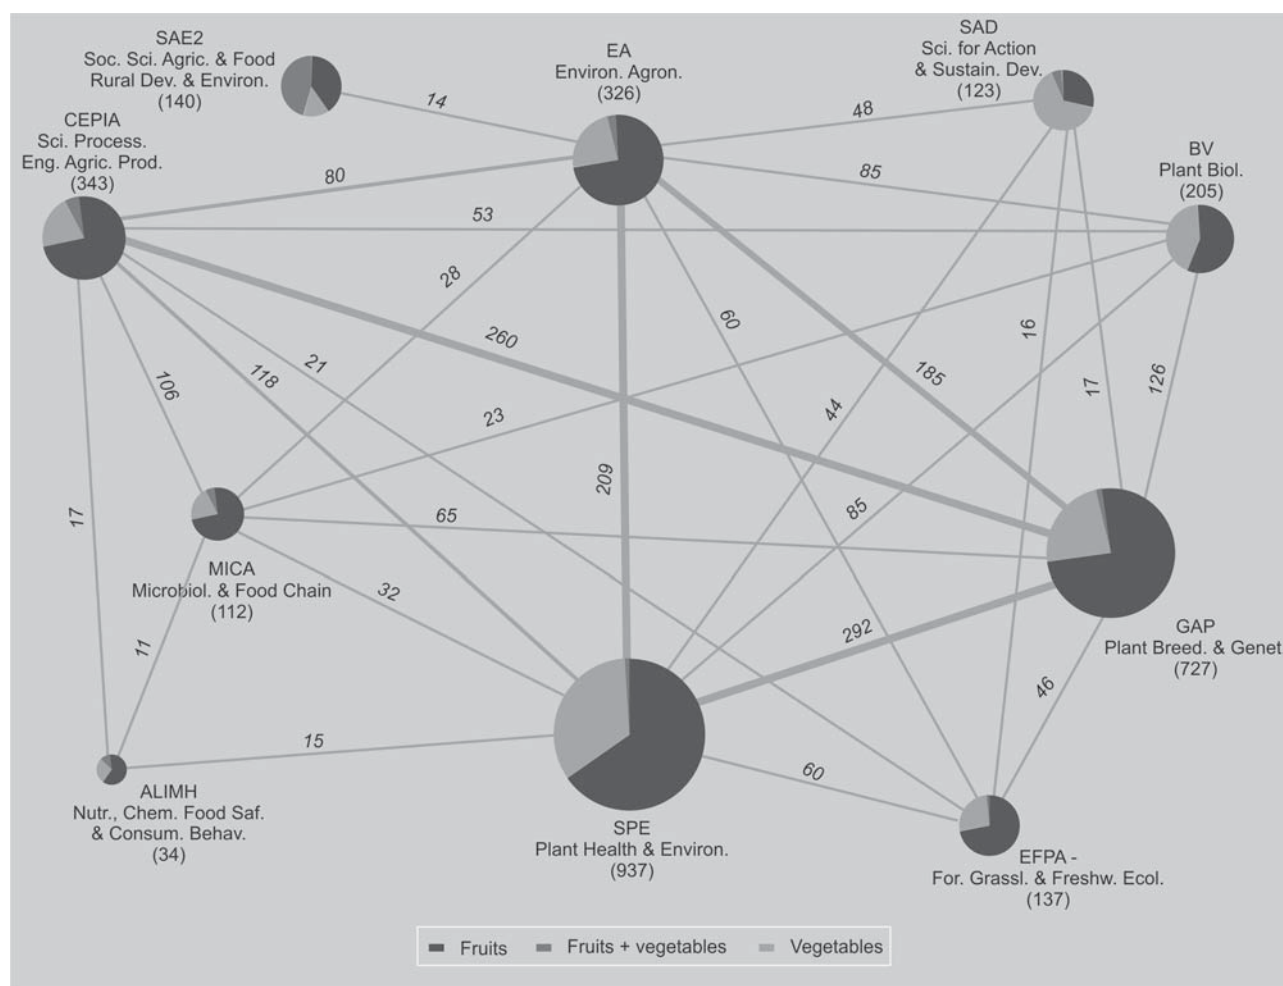 SAE2
Soc. Sci. Agric. & Food
Rural Dev. & Environ.
(140)
EA
Environ. Agron.
(326)
SAD
Sci. for Action
& Sustain. Dev.
(123)
CEPIA
Sci. Process.
Eng. Agric. Prod.
(343)
BV
Plant Biol.
(205)
14
48
80
85
53
28
260
60
16
21
118
185
17
126
106
44
23
209
85
65
17
MICA
Microbiol. & Food Chain
(112)
32
11
292
GAP
Plant Breed. & Genet
(727)
46
15
60
ALIMH
Nutr., Chem. Food Saf.
& Consum. Behav.
(34)
SPE
Plant Health & Environ.
(937)
EFPA -
For. Grassl. & Freshw. Ecol.
(137)
Fruits
Fruits + vegetables
Vegetables